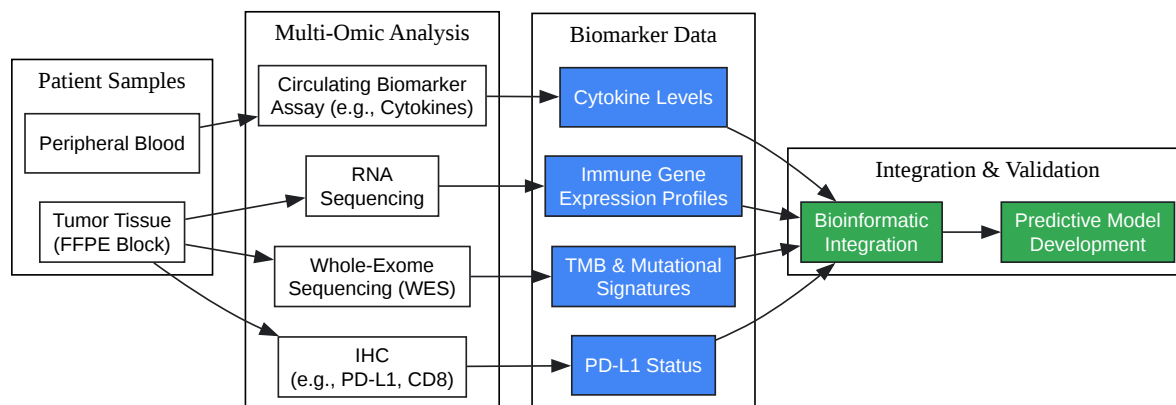 Patient Samples
Peripheral Blood
Tumor Tissue
(FFPE Block)
Multi-Omic Analysis
Circulating Biomarker
Assay (e.g., Cytokines)
RNA
Sequencing
Whole-Exome
Sequencing (WES)
IHC
(e.g., PD-L1, CD8)
Biomarker Data
Cytokine Levels
Immune Gene
Expression Profiles
TMB & Mutational
Signatures
PD-L1 Status
Integration & Validation
Bioinformatic
Integration
Predictive Model
Development